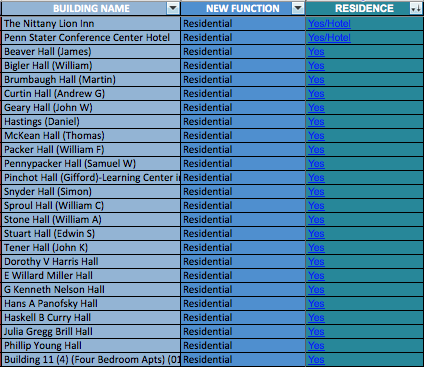 BUILDING NAME NEW FUNCTION RESIDENCE
The Nittany Lion Inn Residential Yes/Hotel
Penn Stater Conference Center Hotel Residential Yes/Hotel
Beaver Hall (James) Residential Yes
Bigler Hall (William) Residential Yes
Brumbaugh Hall (Martin) Residential Yes
Curtin Hall (Andrew G) Residential Yes
Geary Hall (John W) Residential Yes
Hastings (Daniel) Residential Yes
McKean Hall (Thomas) Residential Yes
Packer Hall (William F) Residential Yes
Pennypacker Hall (Samuel W) Residential Yes
Pinchot Hall (Gifford)-Learning Center i Residential Yes
Snyder Hall (Simon) Residential Yes
Sproul Hall (William C) Residential Yes
Stone Hall (William A) Residential Yes
Stuart Hall (Edwin S) Residential Yes
Tener Hall (John K) Residential Yes
Dorothy V Harris Hall Residential Yes
E Willard Miller Hall Residential Yes
G Kenneth Nelson Hall Residential Yes
Hans A Panofsky Hall Residential Yes
Haskell B Curry Hall Residential Yes
Julia Gregg Brill Hall Residential Yes
Phillip Young Hall Residential Yes
Building 11 (4) (Four Bedroom Apts) (01 Residential Yes